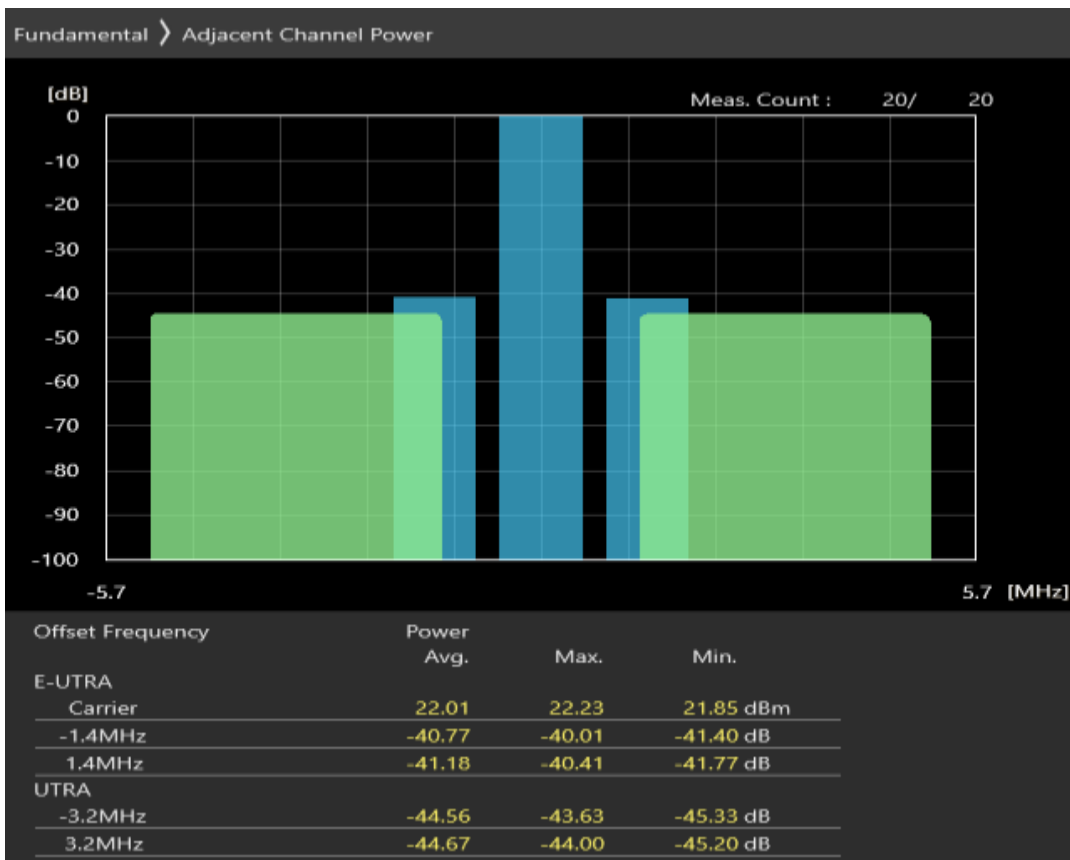 Fundamental 〉 Adjacent Channel Power
[dB]
Meas. Count : 20/ 20
0
-10
-20
-30
-40
-50
-60
-70
-80
-90
-100
-5.7 5.7 [MHz]
Offset Frequency Power
Avg. Max. Min.
E-UTRA
Carrier 22.01 22.23 21.85 dBm
-1.4MHz -40.77 -40.01 -41.40 dB
1.4MHz -41.18 -40.41 -41.77 dB
UTRA
-3.2MHz -44.56 -43.63 -45.33 dB
3.2MHz -44.67 -44.00 -45.20 dB